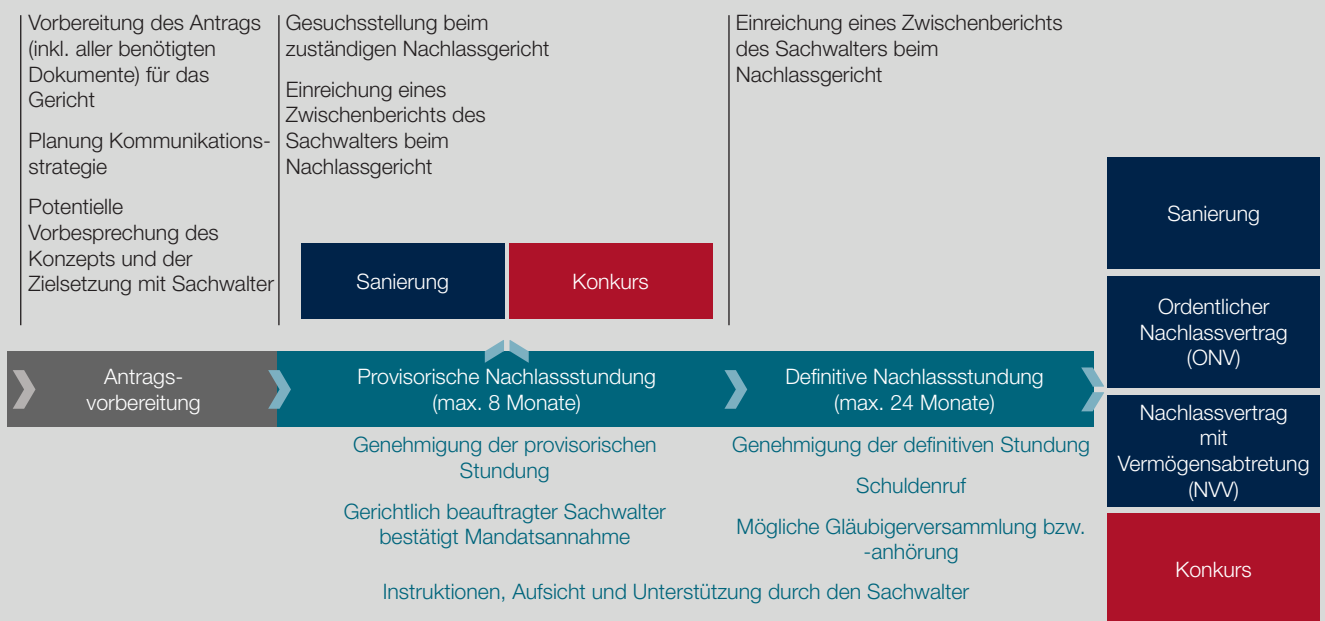 Vorbereitung des Antrags
(inkl. aller benötigten
Dokumente) für das
Gericht
Planung Kommunikations-
strategie
Potentielle
Vorbesprechung des
Konzepts und der
Zielsetzung mit Sachwalter
Gesuchsstellung beim
zuständigen Nachlassgericht
Einreichung eines
Zwischenberichts des
Sachwalters beim
Nachlassgericht
Einreichung eines Zwischenberichts
des Sachwalters beim
Nachlassgericht
Sanierung
Konkurs
Antrags-
vorbereitung
Provisorische Nachlassstundung
(max. 8 Monate)
Definitive Nachlassstundung
(max. 24 Monate)
Genehmigung der provisorischen
Stundung
Gerichtlich beauftragter Sachwalter
bestätigt Mandatsannahme
Genehmigung der definitiven Stundung
Schuldenruf
Mögliche Gläubigerversammlung bzw.
-anhörung
Instruktionen, Aufsicht und Unterstützung durch den Sachwalter
Sanierung
Ordentlicher
Nachlassvertrag
(ONV)
Nachlassvertrag
mit
Vermögensabtretung
(NVV)
Konkurs